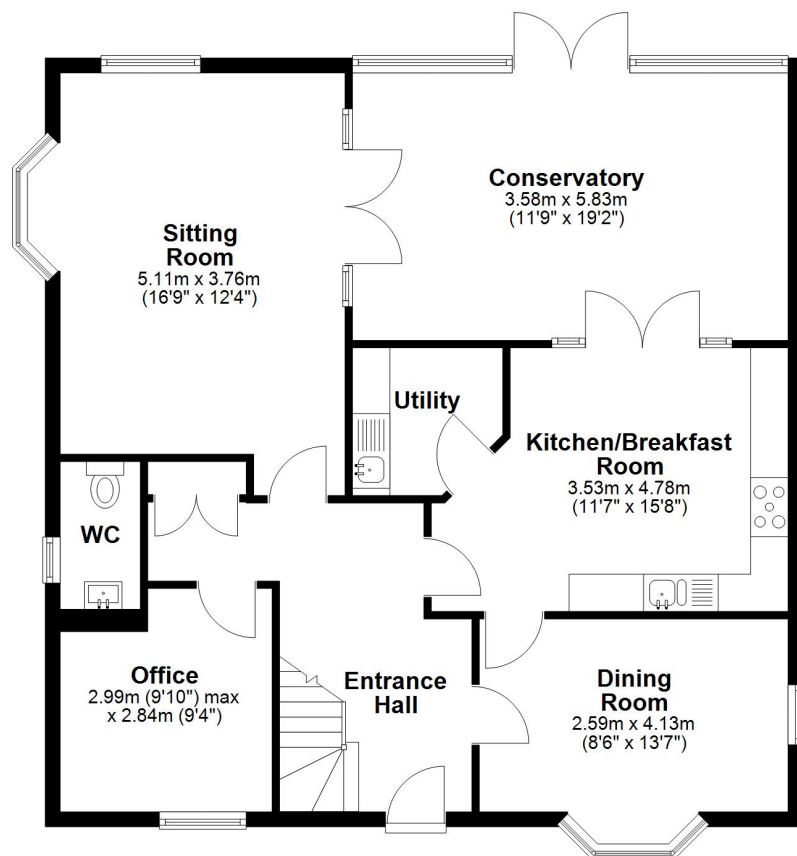 Conservatory
3.58m x 5.83m
(11'9" x 19'2")
Sitting
Room
5.11m x 3.76m
(16'9" x 12'4")
Utility
Kitchen/Breakfast
Room
3.53m x 4.78m
(11'7" x 15'8")
WC
Office
2.99m (9'10") max
x 2.84m (9'4")
Entrance
Hall
Dining
Room
2.59m x 4.13m
(8'6" x 13'7")